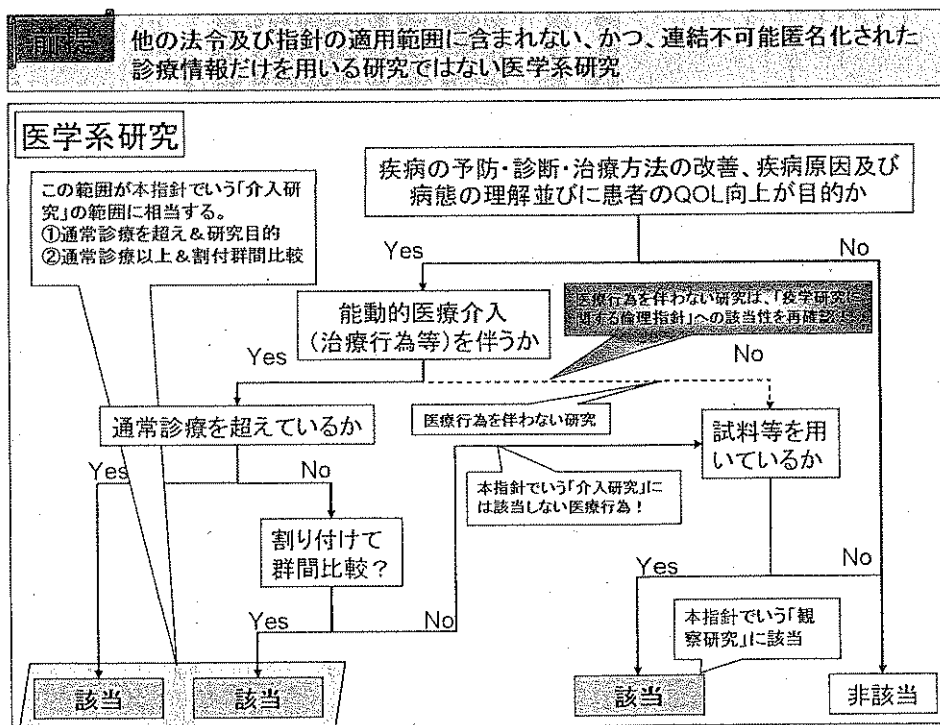 前提
他の法令及び指針の適用範囲に含まれない、かつ、連結不可能匿名化された
診療情報だけを用いる研究ではない医学系研究
医学系研究
この範囲が本指針でいう「介入研
究」の範囲に相当する。
①通常診療を超え&研究目的
②通常診療以上&割付群間比較
疾病の予防・診断・治療方法の改善、疾病原因及び
病態の理解並びに患者のQOL向上が目的か
Yes
No
能動的医療介入
(治療行為等)を伴うか
医療行為を伴わない研究は、「疫学研究に
関する倫理指針」への該当性を再確認
Yes
No
通常診療を超えているか
医療行為を伴わない研究
試料等を用
いているか
Yes
No
本指針でいう「介入研究」に
は該当しない医療行為！
割り付けて
群間比較？
Yes
No
Yes
No
本指針でいう「観
察研究」に該当
該当
該当
該当
非該当